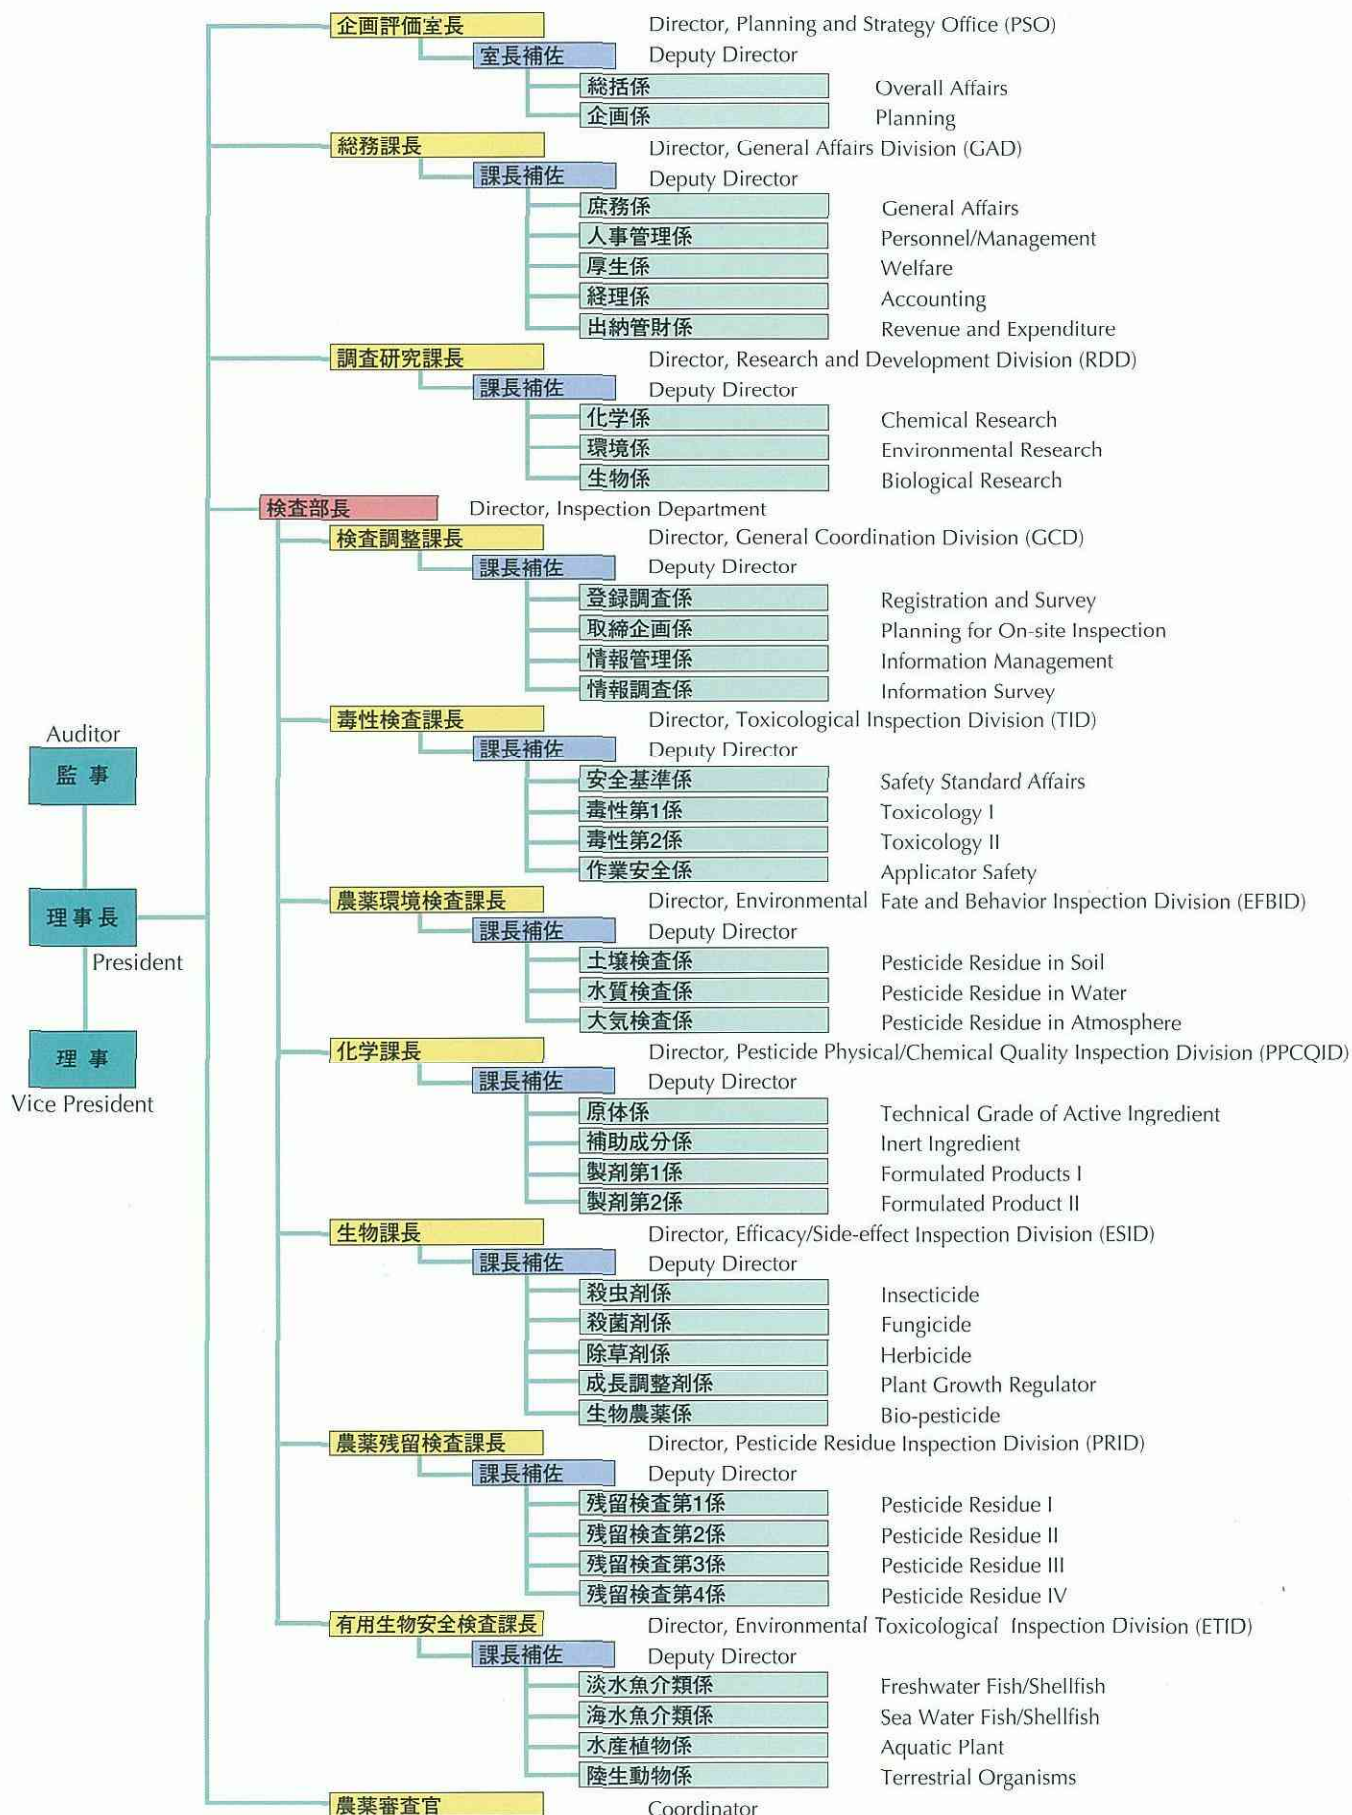 企画評価室長 Director, Planning and Strategy Office (PSO)
室長補佐 Deputy Director
総括係 Overall Affairs
企画係 Planning
総務課長 Director, General Affairs Division (GAD)
課長補佐 Deputy Director
庶務係 General Affairs
人事管理係 Personnel/Management
厚生係 Welfare
経理係 Accounting
出納管財係 Revenue and Expenditure
調査研究課長 Director, Research and Development Division (RDD)
課長補佐 Deputy Director
化学係 Chemical Research
環境係 Environmental Research
生物係 Biological Research
検査部長 Director, Inspection Department
検査調整課長 Director, General Coordination Division (GCD)
課長補佐 Deputy Director
登録調査係 Registration and Survey
取締企画係 Planning for On-site Inspection
情報管理係 Information Management
情報調査係 Information Survey
毒性検査課長 Director, Toxicological Inspection Division (TID)
課長補佐 Deputy Director
安全基準係 Safety Standard Affairs
毒性第1係 Toxicology I
毒性第2係 Toxicology II
作業安全係 Applicator Safety
Auditor
監事
理事長
President
理事
Vice President
農薬環境検査課長 Director, Environmental Fate and Behavior Inspection Division (EFBID)
課長補佐 Deputy Director
土壌検査係 Pesticide Residue in Soil
水質検査係 Pesticide Residue in Water
大気検査係 Pesticide Residue in Atmosphere
化学課長 Director, Pesticide Physical/Chemical Quality Inspection Division (PPCQID)
課長補佐 Deputy Director
原体係 Technical Grade of Active Ingredient
補助成分係 Inert Ingredient
製剤第1係 Formulated Products I
製剤第2係 Formulated Product II
生物課長 Director, Efficacy/Side-effect Inspection Division (ESID)
課長補佐 Deputy Director
殺虫剤係 Insecticide
殺菌剤係 Fungicide
除草剤係 Herbicide
成長調整剤係 Plant Growth Regulator
生物農薬係 Bio-pesticide
農薬残留検査課長 Director, Pesticide Residue Inspection Division (PRID)
課長補佐 Deputy Director
残留検査第1係 Pesticide Residue I
残留検査第2係 Pesticide Residue II
残留検査第3係 Pesticide Residue III
残留検査第4係 Pesticide Residue IV
有用生物安全検査課長 Director, Environmental Toxicological Inspection Division (ETID)
課長補佐 Deputy Director
淡水魚介類係 Freshwater Fish/Shellfish
海水魚介類係 Sea Water Fish/Shellfish
水産植物係 Aquatic Plant
陸生動物係 Terrestrial Organisms
農薬審査官 Coordinator